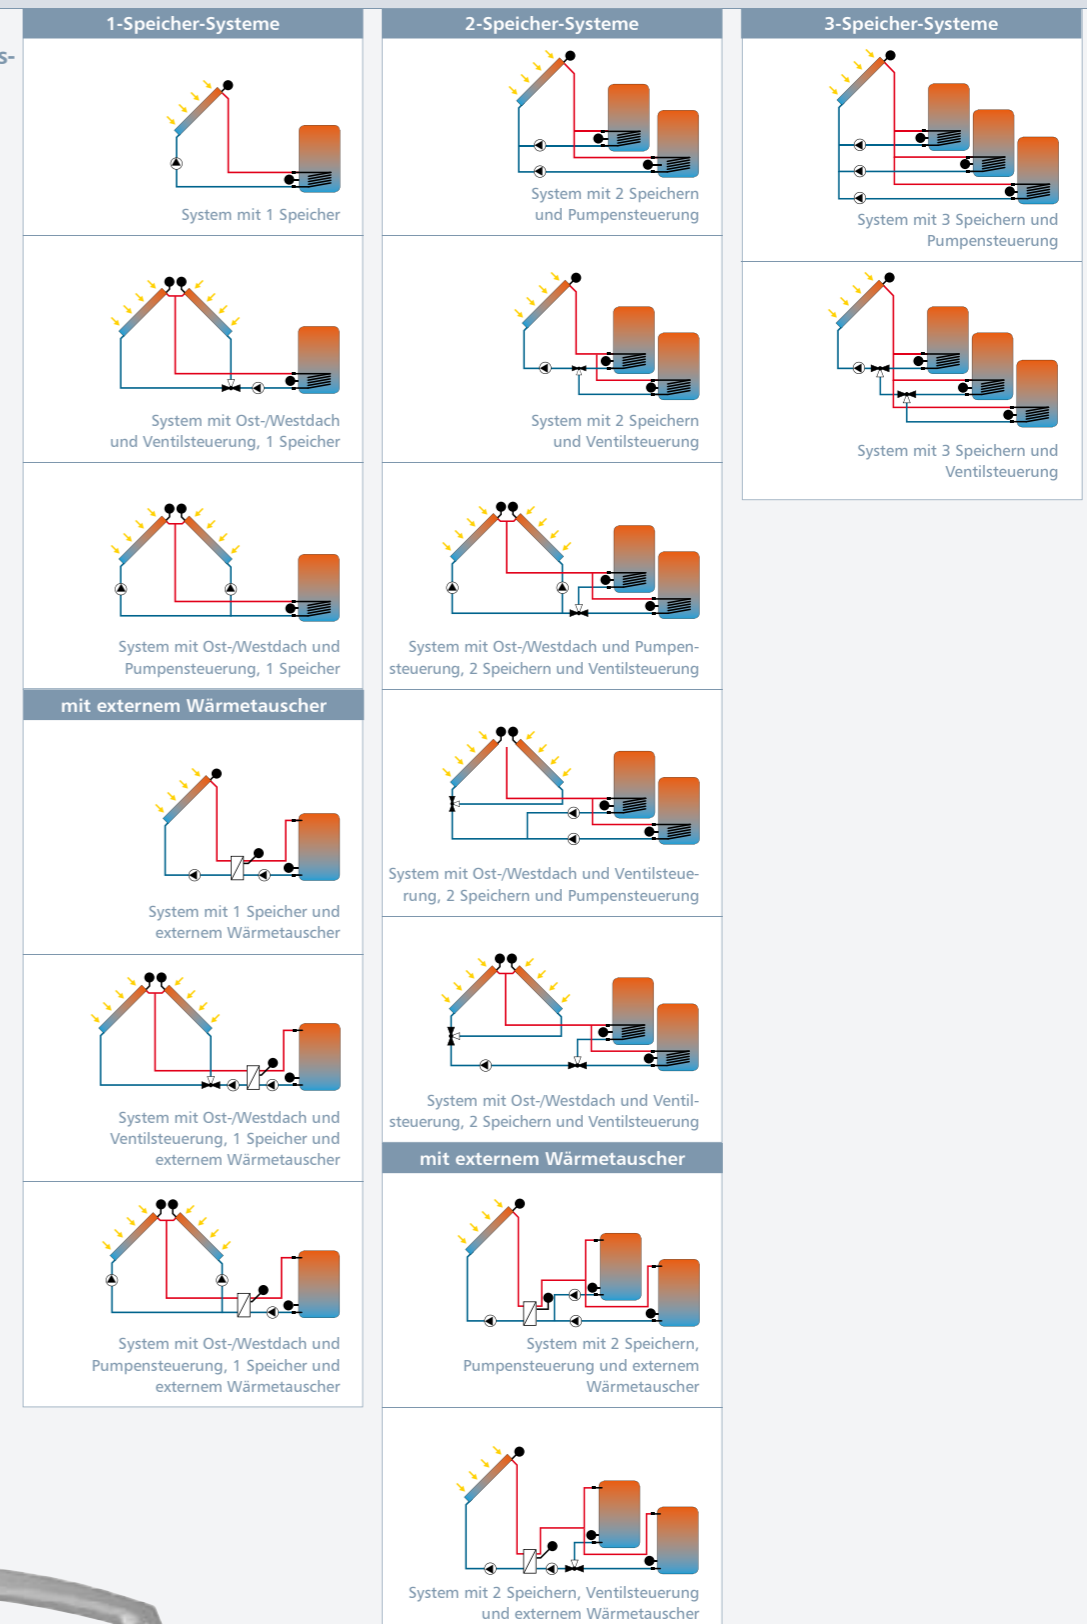 s-
1-Speicher-Systeme
System mit 1 Speicher
System mit Ost-/Westdach
und Ventilsteuerung, 1 Speicher
System mit Ost-/Westdach und
Pumpensteuerung, 1 Speicher
mit externem Wärmetauscher
System mit 1 Speicher und
externem Wärmetauscher
System mit Ost-/Westdach und
Ventilsteuerung, 1 Speicher und
externem Wärmetauscher
System mit Ost-/Westdach und
Pumpensteuerung, 1 Speicher und
externem Wärmetauscher
2-Speicher-Systeme
System mit 2 Speichern
und Pumpensteuerung
System mit 2 Speichern
und Ventilsteuerung
System mit Ost-/Westdach und Pumpen-
steuerung, 2 Speichern und Ventilsteuerung
System mit Ost-/Westdach und Ventilsteue-
rung, 2 Speichern und Pumpensteuerung
System mit Ost-/Westdach und Ventil-
steuerung, 2 Speichern und Ventilsteuerung
mit externem Wärmetauscher
System mit 2 Speichern,
Pumpensteuerung und externem
Wärmetauscher
System mit 2 Speichern, Ventilsteuerung
und externem Wärmetauscher
3-Speicher-Systeme
System mit 3 Speichern und
Pumpensteuerung
System mit 3 Speichern und
Ventilsteuerung